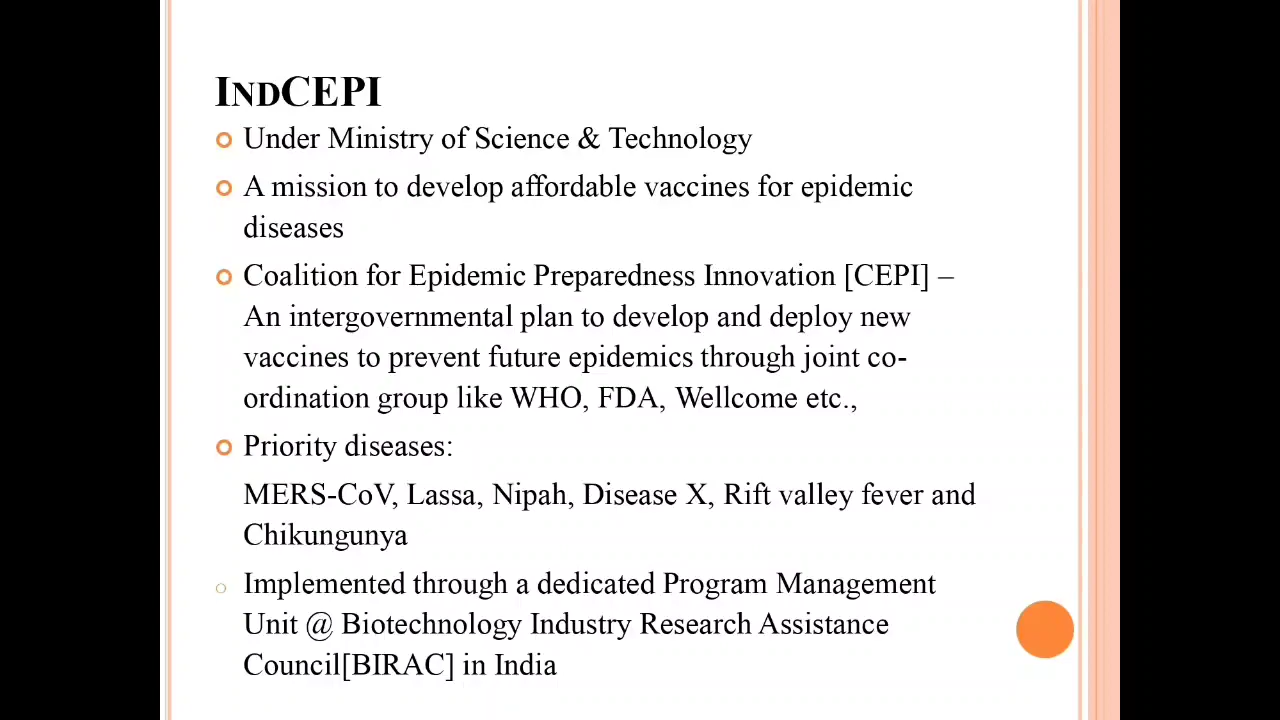 INDCEPI
Under Ministry of Science & Technology
A mission to develop affordable vaccines for epidemic
diseases
Coalition for Epidemic Preparedness Innovation [CEPI] –
An intergovernmental plan to develop and deploy new
vaccines to prevent future epidemics through joint co-
ordination group like WHO, FDA, Wellcome etc.,
Priority diseases:
MERS-CoV, Lassa, Nipah, Disease X, Rift valley fever and
Chikungunya
Implemented through a dedicated Program Management
Unit @ Biotechnology Industry Research Assistance
Council[BIRAC] in India